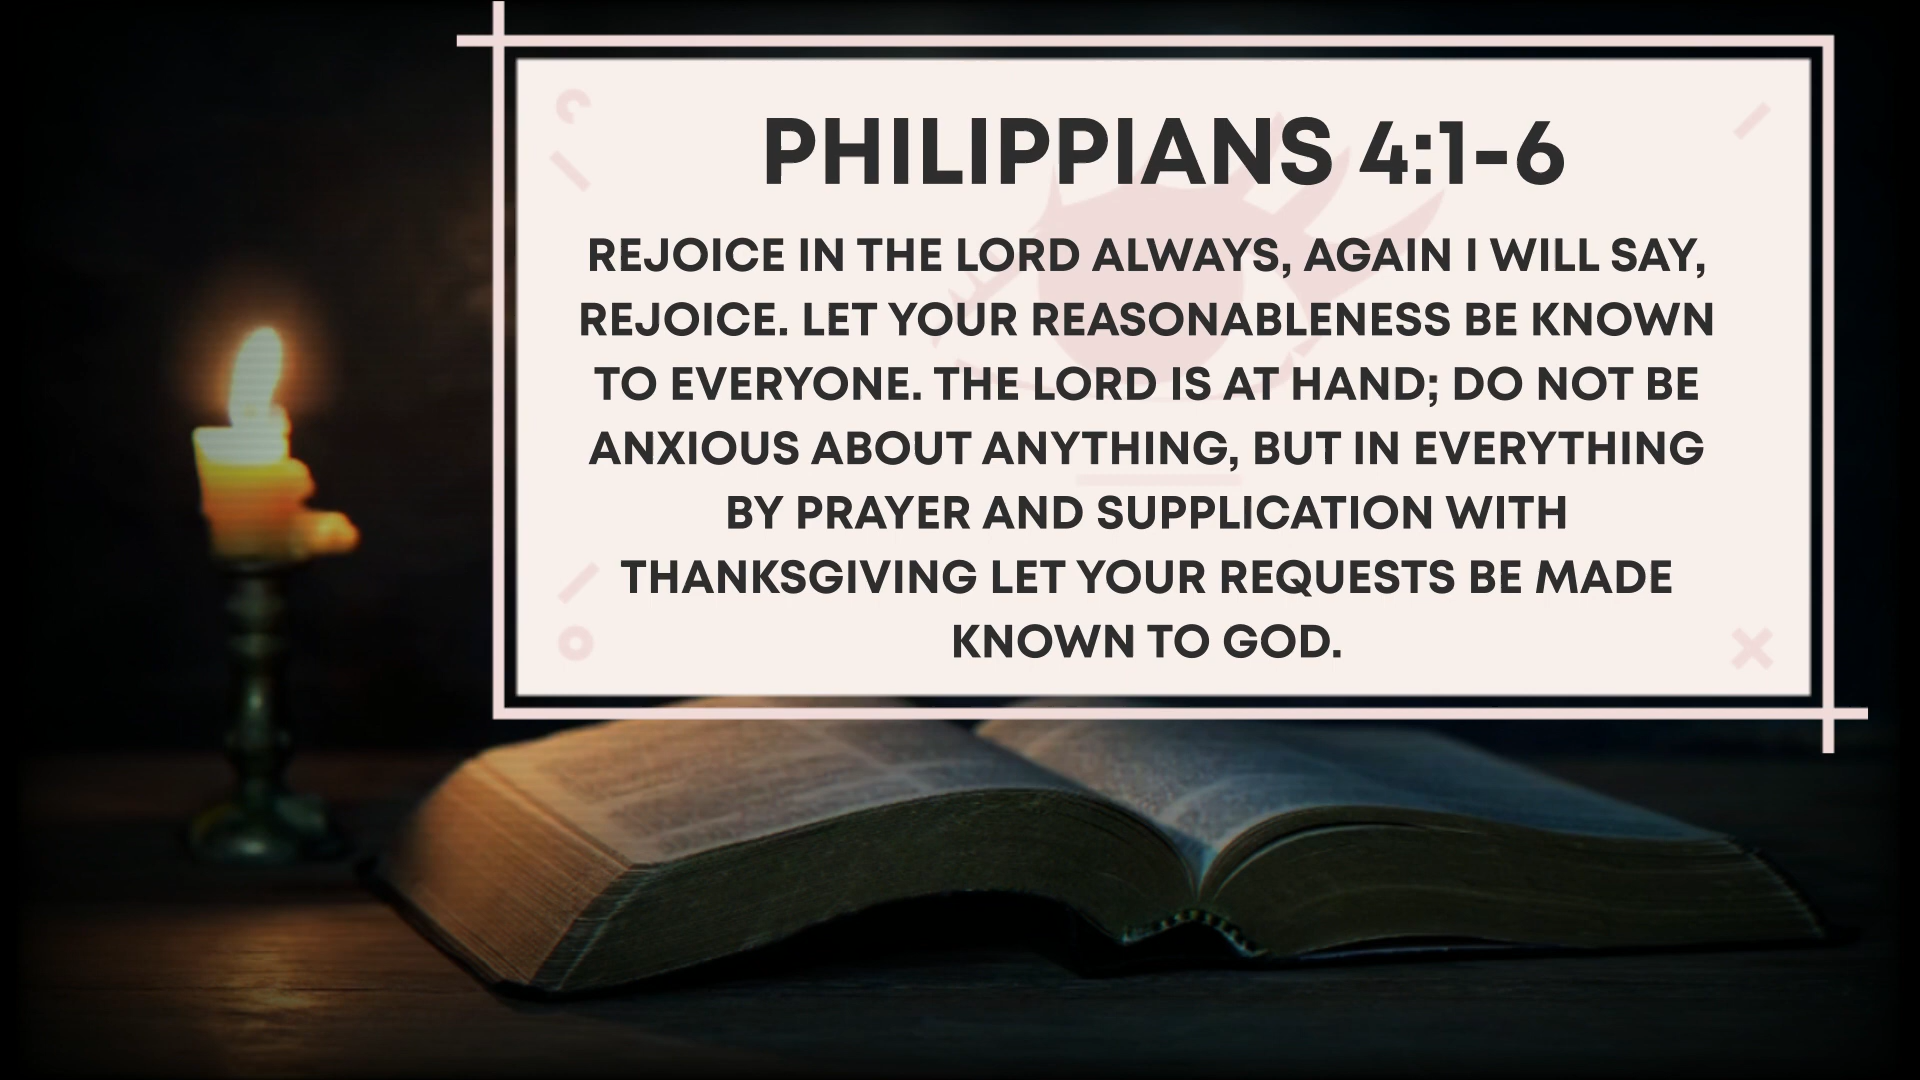 PHILIPPIANS 4:1-6
REJOICE IN THE LORD ALWAYS, AGAIN I WILL SAY,
REJOICE. LET YOUR REASONABLENESS BE KNOWN
TO EVERYONE. THE LORD IS AT HAND; DO NOT BE
ANXIOUS ABOUT ANYTHING, BUT IN EVERYTHING
BY PRAYER AND SUPPLICATION WITH
THANKSGIVING LET YOUR REQUESTS BE MADE
KNOWN TO GOD.